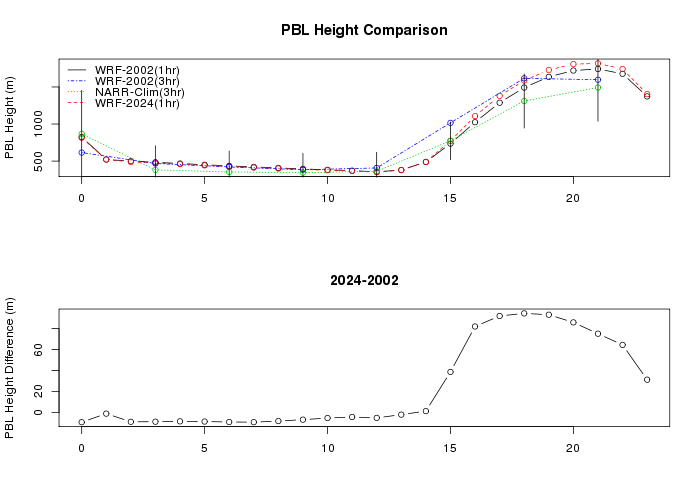 PBL Height Comparison
PBL Height (m)
500 1000
WRF-2002(1hr)
WRF-2002(3hr)
NARR-Clim(3hr)
WRF-2024(1hr)
0 5 10 15 20
2024-2002
PBL Height Difference (m)
0 20 60
0 5 10 15 20